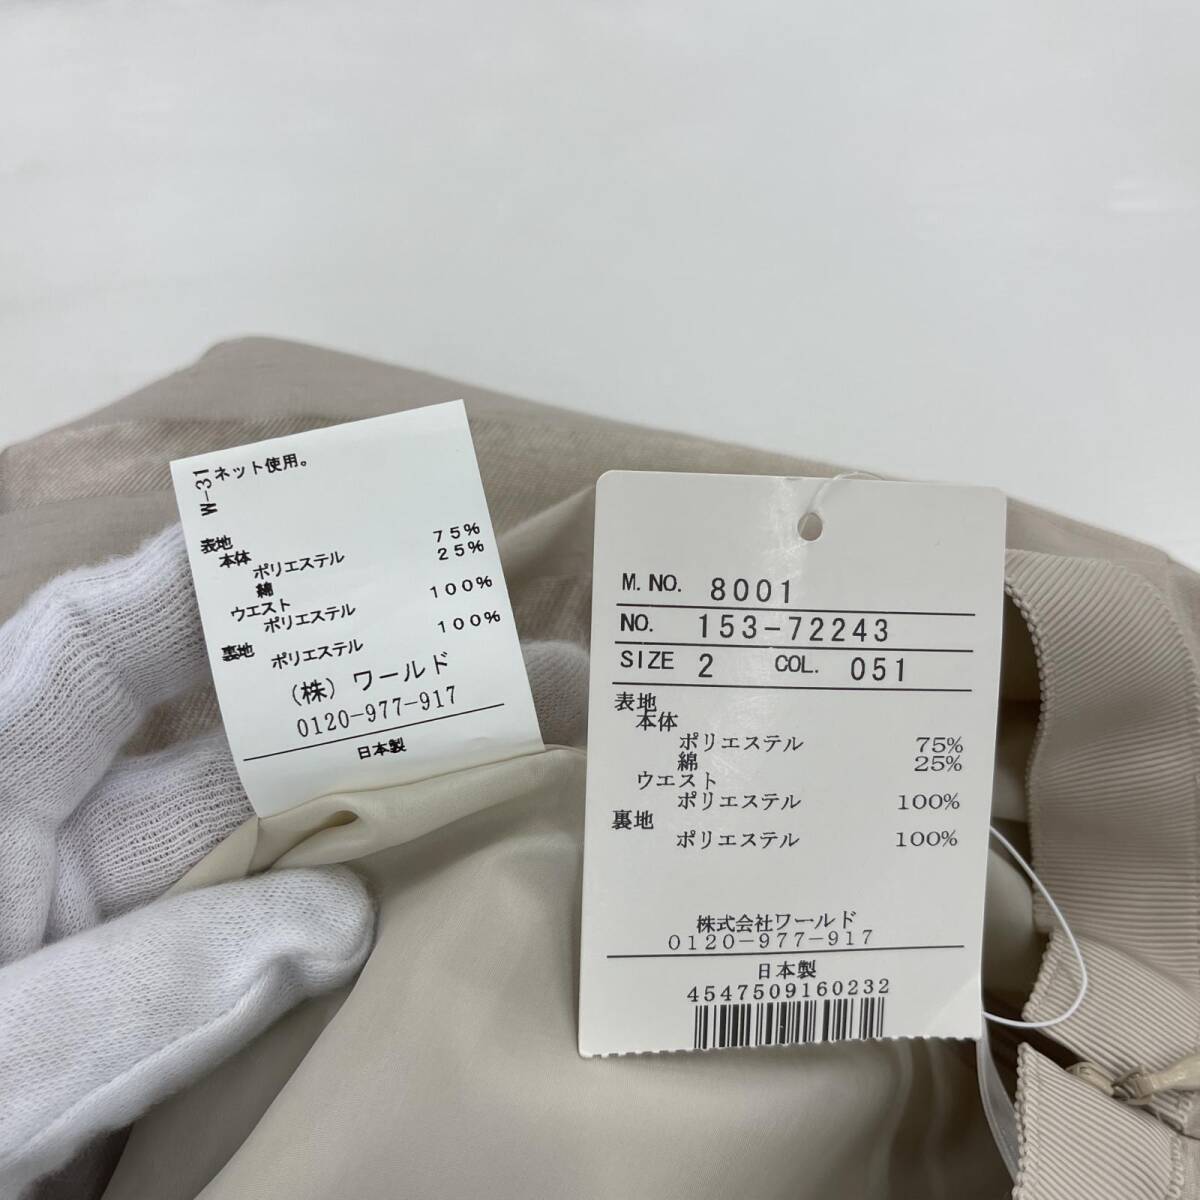 W-31
ネット使用。
表地
本体
ポリエステル 75%
綿 25%
ウエスト
ポリエステル 100%
裏地
ポリエステル 100%
(株) ワールド
0120-977-917
日本製
M. NO. 8001
NO. 153-72243
SIZE 2 COL. 051
表地
本体
ポリエステル 75%
綿 25%
ウエスト
ポリエステル 100%
裏地
ポリエステル 100%
株式会社ワールド
0120-977-917
日本製
4547509160232